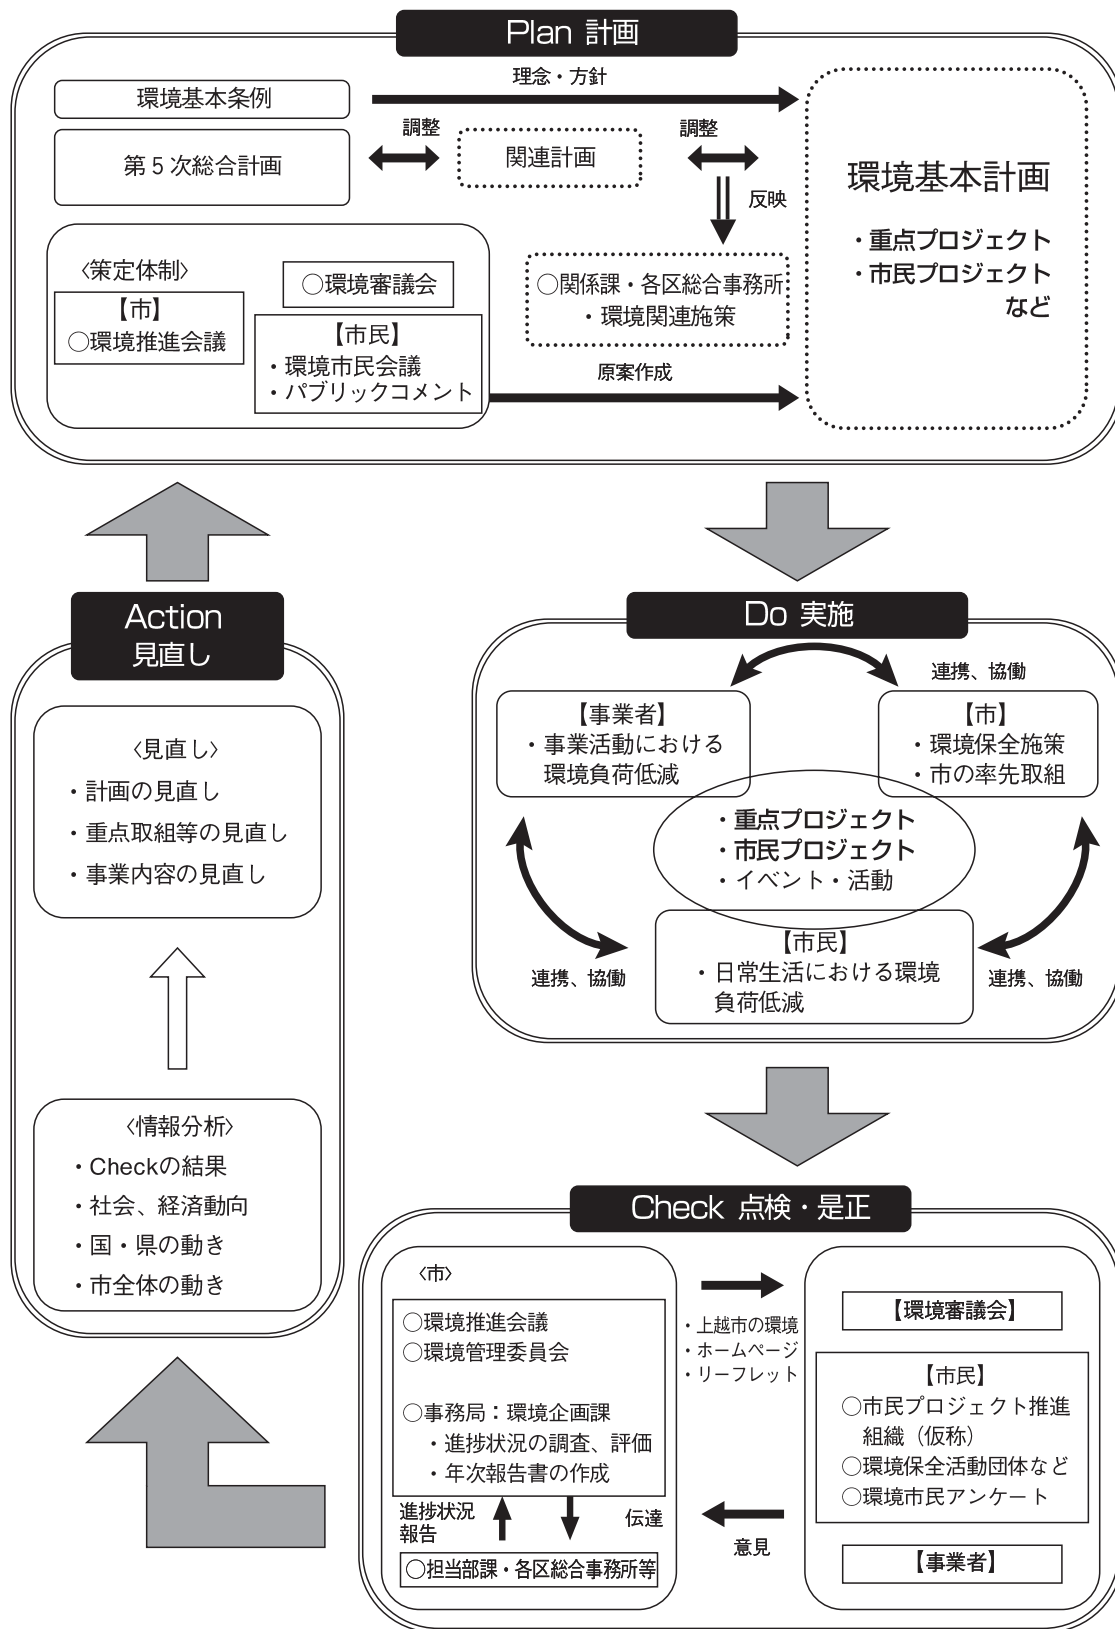 Plan 計画
理念・方針
環境基本条例
調整
調整
第5次総合計画
関連計画
環境基本計画
反映
・重点プロジェクト
・市民プロジェクト
など
〈策定体制〉
○環境審議会
○関係課・各区総合事務所
・環境関連施策
【市】
○環境推進会議
【市民】
・環境市民会議
・パブリックコメント
原案作成
Action
見直し
〈見直し〉
・計画の見直し
・重点取組等の見直し
・事業内容の見直し
〈情報分析〉
・Checkの結果
・社会、経済動向
・国・県の動き
・市全体の動き
Do 実施
連携、協働
【事業者】
・事業活動における
環境負荷低減
【市】
・環境保全施策
・市の率先取組
・重点プロジェクト
・市民プロジェクト
・イベント・活動
【市民】
・日常生活における環境
負荷低減
連携、協働
連携、協働
Check 点検・是正
〈市〉
○環境推進会議
○環境管理委員会
○事務局：環境企画課
・進捗状況の調査、評価
・年次報告書の作成
進捗状況
報告
伝達
○担当部課・各区総合事務所等
・上越市の環境
・ホームページ
・リーフレット
意見
【環境審議会】
【市民】
○市民プロジェクト推進
組織（仮称）
○環境保全活動団体など
○環境市民アンケート
【事業者】